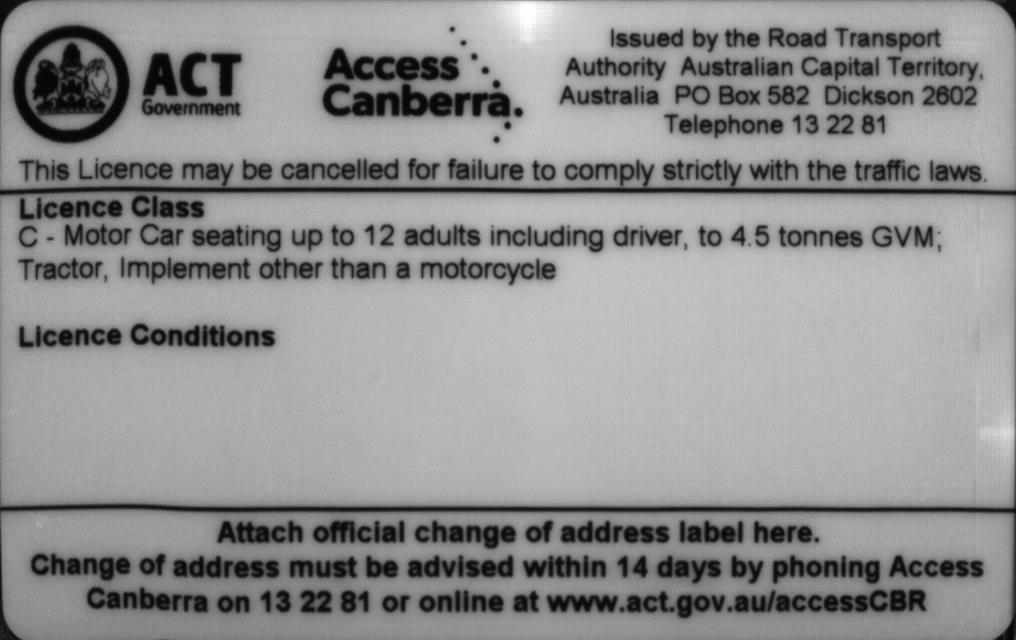 ACT
Government
Access
Canberra.
Issued by the Road Transport
Authority Australian Capital Territory,
Australia PO Box 582 Dickson 2602
Telephone 13 22 81
This Licence may be cancelled for failure to comply strictly with the traffic laws.
Licence Class
C - Motor Car seating up to 12 adults including driver, to 4.5 tonnes GVM;
Tractor, Implement other than a motorcycle
Licence Conditions
Attach official change of address label here.
Change of address must be advised within 14 days by phoning Access
Canberra on 13 22 81 or online at www.act.gov.au/accessCBR